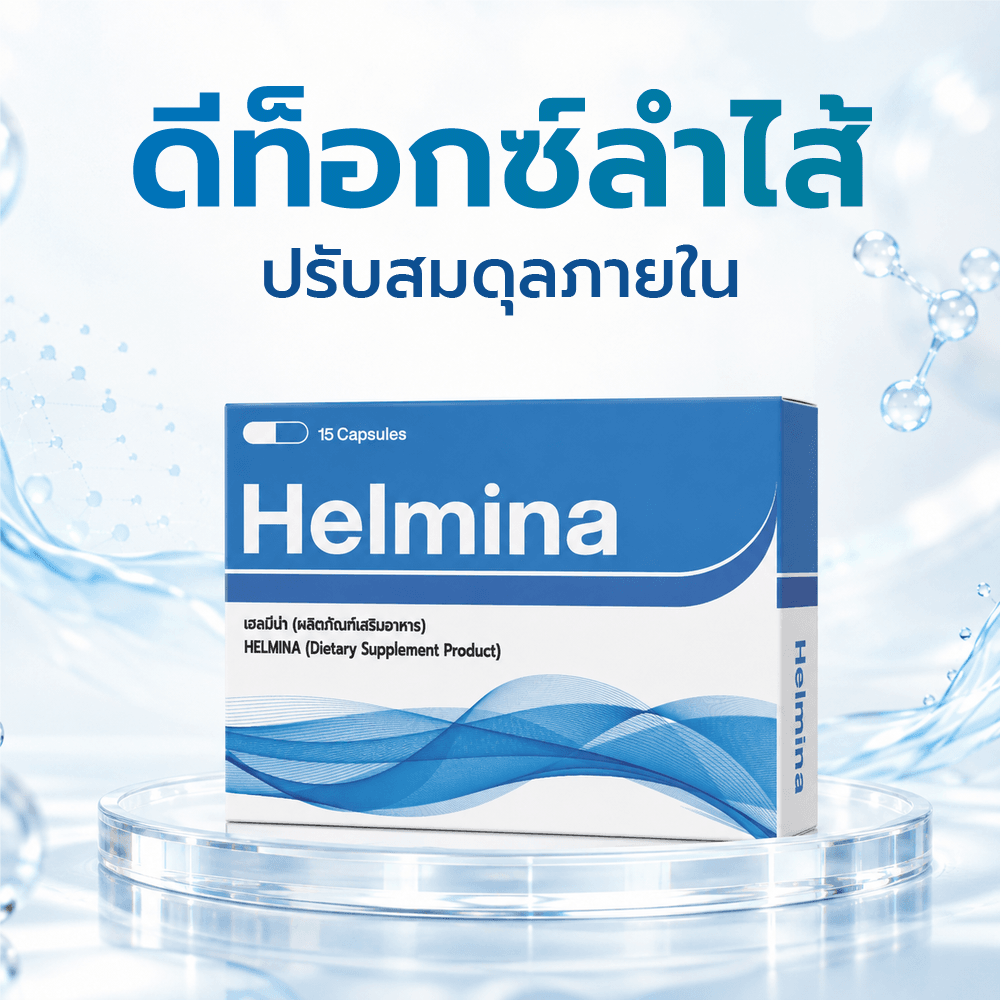 ดีท็อกซ์ลำไส้
ปรับสมดุลภายใน
15 Capsules
Helmina
เฮลมีน่า (ผลิตภัณฑ์เสริมอาหาร)
HELMINA (Dietary Supplement Product)
Helmina